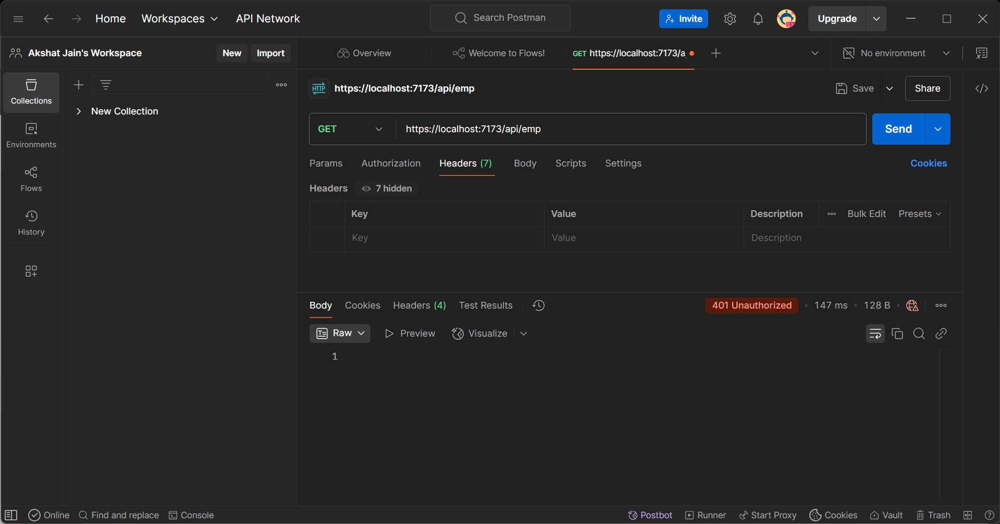 Home Workspaces API Network Search Postman Invite Upgrade
Akshat Jain's Workspace New Import Overview Welcome to Flows! GET https://localhost:7173/a No environment
Collections
Environments
Flows
History
New Collection
HTTP https://localhost:7173/api/emp Save Share
GET https://localhost:7173/api/emp Send
Params Authorization Headers (7) Body Scripts Settings Cookies
Headers 7 hidden
Key Value Description Bulk Edit Presets
Key Value Description
Body Cookies Headers (4) Test Results 401 Unauthorized • 147 ms • 128 B •
Raw Preview Visualize
1
Online Find and replace Console Postbot Runner Start Proxy Cookies Vault Trash